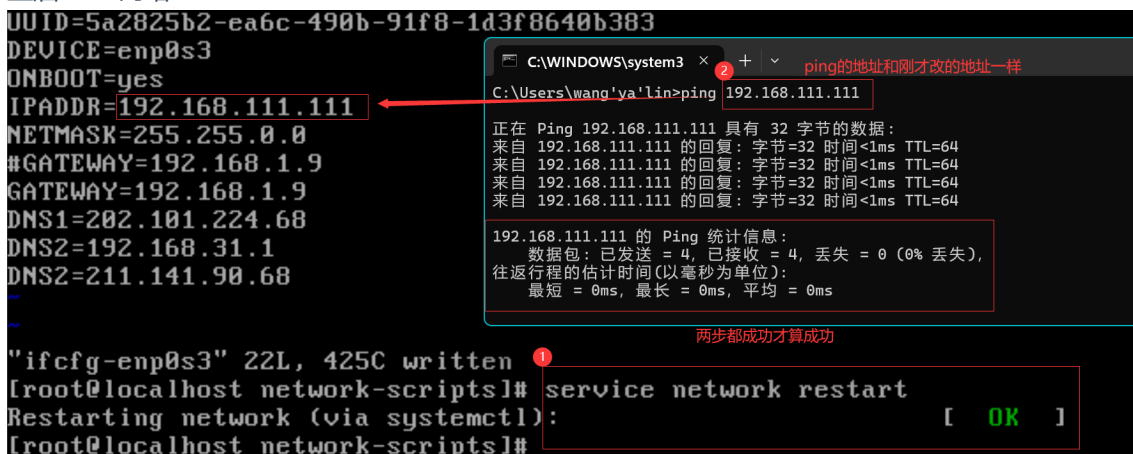 UUID=5a2825b2-ea6c-490b-91f8-1d3f8640b383
DEVICE=enp0s3
ONBOOT=yes
IPADDR=192.168.111.111
NETMASK=255.255.0.0
#GATEWAY=192.168.1.9
GATEWAY=192.168.1.9
DNS1=202.101.224.68
DNS2=192.168.31.1
DNS2=211.141.90.68
~
~
C:\WINDOWS\system3 × + ⌄
2 ping的地址和刚才改的地址一样
C:\Users\wang'ya'lin>ping 192.168.111.111
正在 Ping 192.168.111.111 具有 32 字节的数据:
来自 192.168.111.111 的回复: 字节=32 时间<1ms TTL=64
来自 192.168.111.111 的回复: 字节=32 时间<1ms TTL=64
来自 192.168.111.111 的回复: 字节=32 时间<1ms TTL=64
来自 192.168.111.111 的回复: 字节=32 时间<1ms TTL=64
192.168.111.111 的 Ping 统计信息:
数据包: 已发送 = 4, 已接收 = 4, 丢失 = 0 (0% 丢失),
往返行程的估计时间(以毫秒为单位):
最短 = 0ms, 最长 = 0ms, 平均 = 0ms
两步都成功才算成功
"ifcfg-enp0s3" 22L, 425C written
1
[root@localhost network-scripts]# service network restart
Restarting network (via systemctl): [ OK ]
[root@localhost network-scripts]#